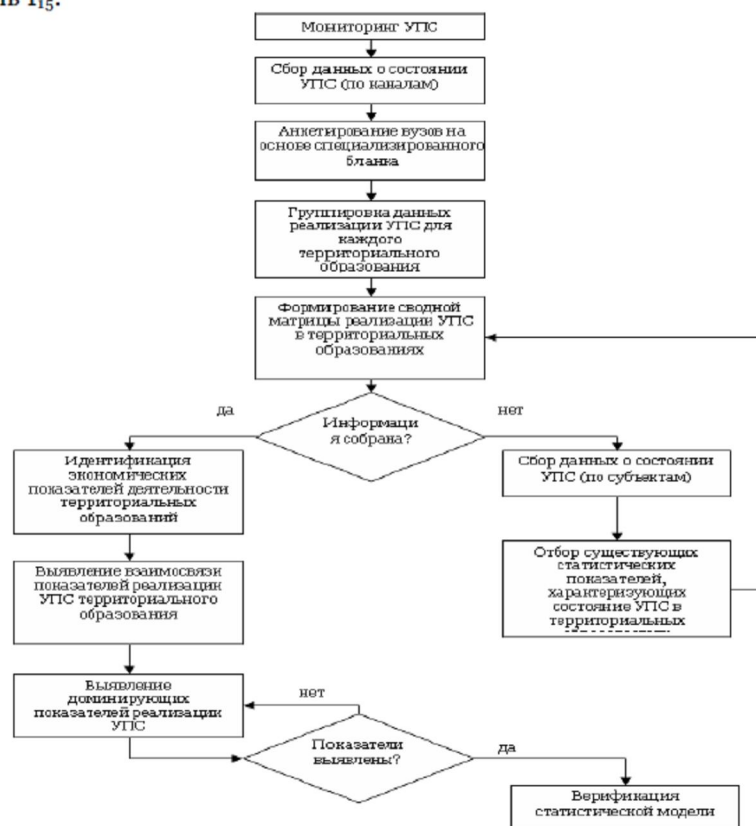 Мониторинг УПС
Сбор данных о состоянии
УПС (по каналам)
Анкетирование вузов на
основе специализированного
бланка
Группировка данных
реализации УПС для
каждого
территориального
образования
Формирование сводной
матрицы реализации УПС
в территориальных
образованиях
да
Информаци
я собрана?
нет
Идентификация
экономических
показателей деятельности
территориальных
образований
Сбор данных о состоянии
УПС (по субъектам)
Выявление взаимосвязи
показателей реализации
УПС территориального
образования
Отбор существующих
статистических
показателей,
характеризующих
состояние УПС в
территориальных
Выявление
доминирующих
показателей реализации
УПС
нет
Показатели
выявлены?
да
Верификация
статистической модели